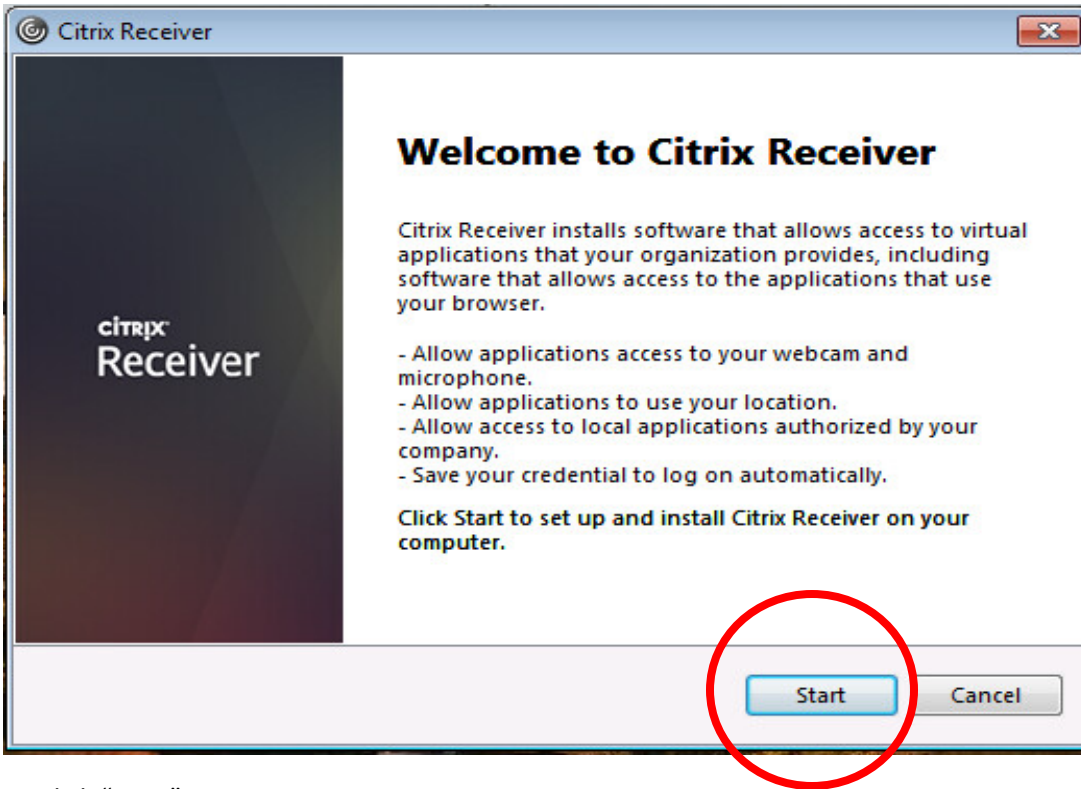 Citrix Receiver
Welcome to Citrix Receiver
Citrix Receiver installs software that allows access to virtual
applications that your organization provides, including
software that allows access to the applications that use
your browser.
CİTRIX
Receiver
- Allow applications access to your webcam and
microphone.
- Allow applications to use your location.
- Allow access to local applications authorized by your
company.
- Save your credential to log on automatically.
Click Start to set up and install Citrix Receiver on your
computer.
Start Cancel